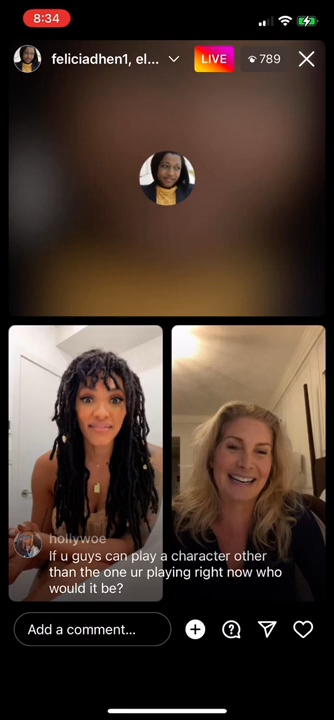 8:34
feliciadhen1, el...
LIVE
789
hollywoe
If u guys can play a character other
than the one ur playing right now who
would it be?
Add a comment...